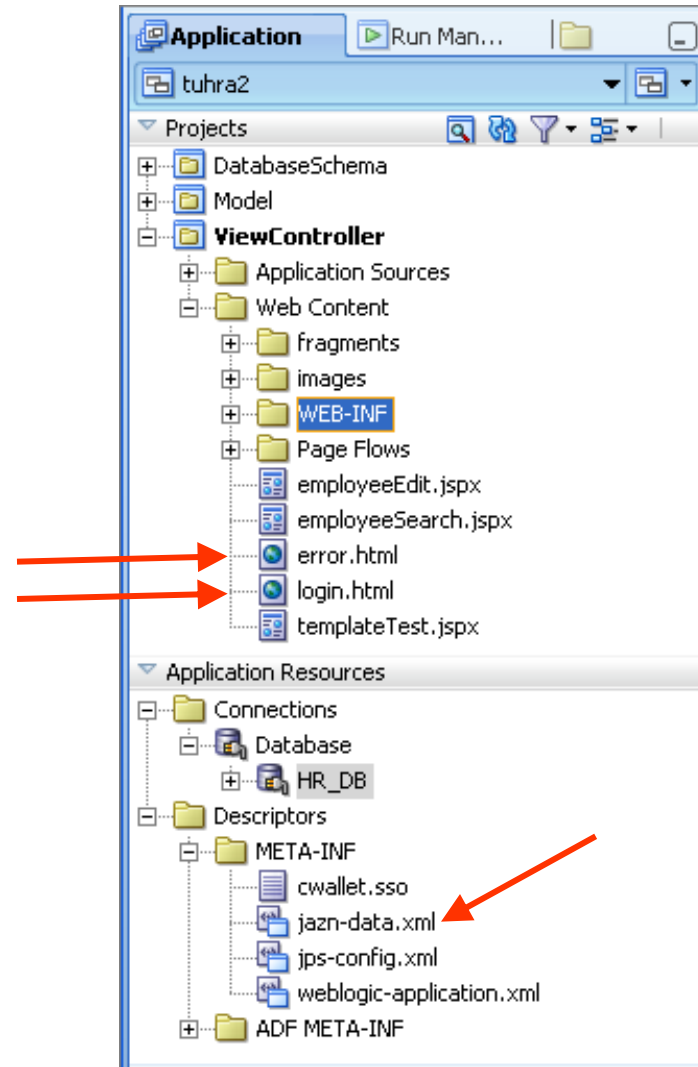 Application Run Man...
tuhra2
Projects
DatabaseSchema
Model
ViewController
Application Sources
Web Content
fragments
images
WEB-INF
Page Flows
employeeEdit.jspx
employeeSearch.jspx
error.html
login.html
templateTest.jspx
Application Resources
Connections
Database
HR_DB
Descriptors
META-INF
cwallet.sso
jazn-data.xml
jps-config.xml
weblogic-application.xml
ADF META-INF